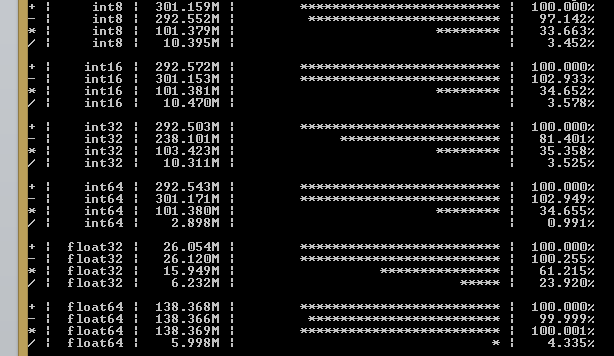 + ¦ int8 ¦ 301.159M ¦ ************************* ¦ 100.000%
- ¦ int8 ¦ 292.552M ¦ ************************ ¦ 97.142%
* ¦ int8 ¦ 101.379M ¦ ******** ¦ 33.663%
/ ¦ int8 ¦ 10.395M ¦ ¦ 3.452%
+ ¦ int16 ¦ 292.572M ¦ ************************* ¦ 100.000%
- ¦ int16 ¦ 301.153M ¦ ************************* ¦ 102.933%
* ¦ int16 ¦ 101.381M ¦ ******** ¦ 34.652%
/ ¦ int16 ¦ 10.470M ¦ ¦ 3.578%
+ ¦ int32 ¦ 292.503M ¦ ************************* ¦ 100.000%
- ¦ int32 ¦ 238.101M ¦ ******************** ¦ 81.401%
* ¦ int32 ¦ 103.423M ¦ ******** ¦ 35.358%
/ ¦ int32 ¦ 10.311M ¦ ¦ 3.525%
+ ¦ int64 ¦ 292.543M ¦ ************************* ¦ 100.000%
- ¦ int64 ¦ 301.171M ¦ ************************* ¦ 102.949%
* ¦ int64 ¦ 101.380M ¦ ******** ¦ 34.655%
/ ¦ int64 ¦ 2.898M ¦ ¦ 0.991%
+ ¦ float32 ¦ 26.054M ¦ ************************* ¦ 100.000%
- ¦ float32 ¦ 26.120M ¦ ************************* ¦ 100.255%
* ¦ float32 ¦ 15.949M ¦ *************** ¦ 61.215%
/ ¦ float32 ¦ 6.232M ¦ ***** ¦ 23.920%
+ ¦ float64 ¦ 138.368M ¦ ************************* ¦ 100.000%
- ¦ float64 ¦ 138.366M ¦ ************************ ¦ 99.999%
* ¦ float64 ¦ 138.369M ¦ ************************* ¦ 100.001%
/ ¦ float64 ¦ 5.998M ¦ * ¦ 4.335%